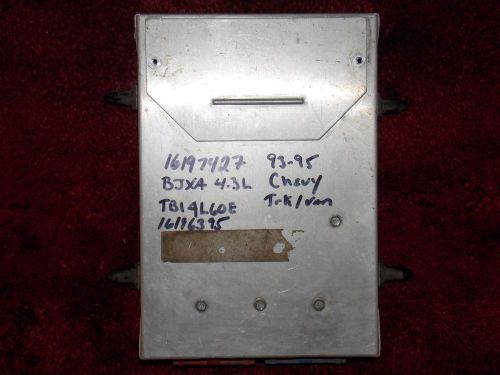 16197427 93-95
BJXA 4.3L Chevy
TBI 4L60E Trk/van
16196395